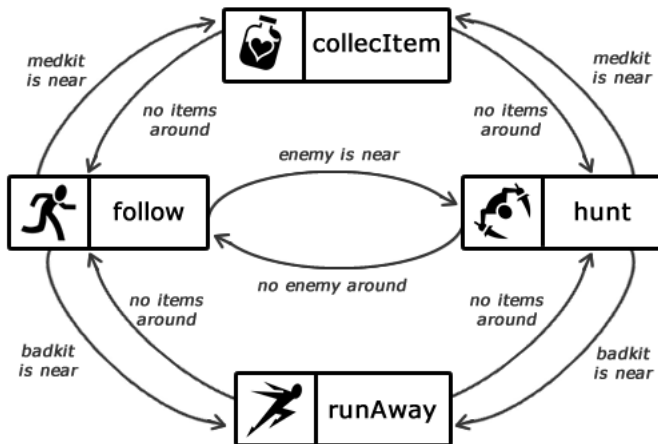 collecItem
medkit
is near
medkit
is near
no items
around
no items
around
enemy is near
follow
hunt
no enemy around
no items
around
no items
around
badkit
is near
badkit
is near
runAway